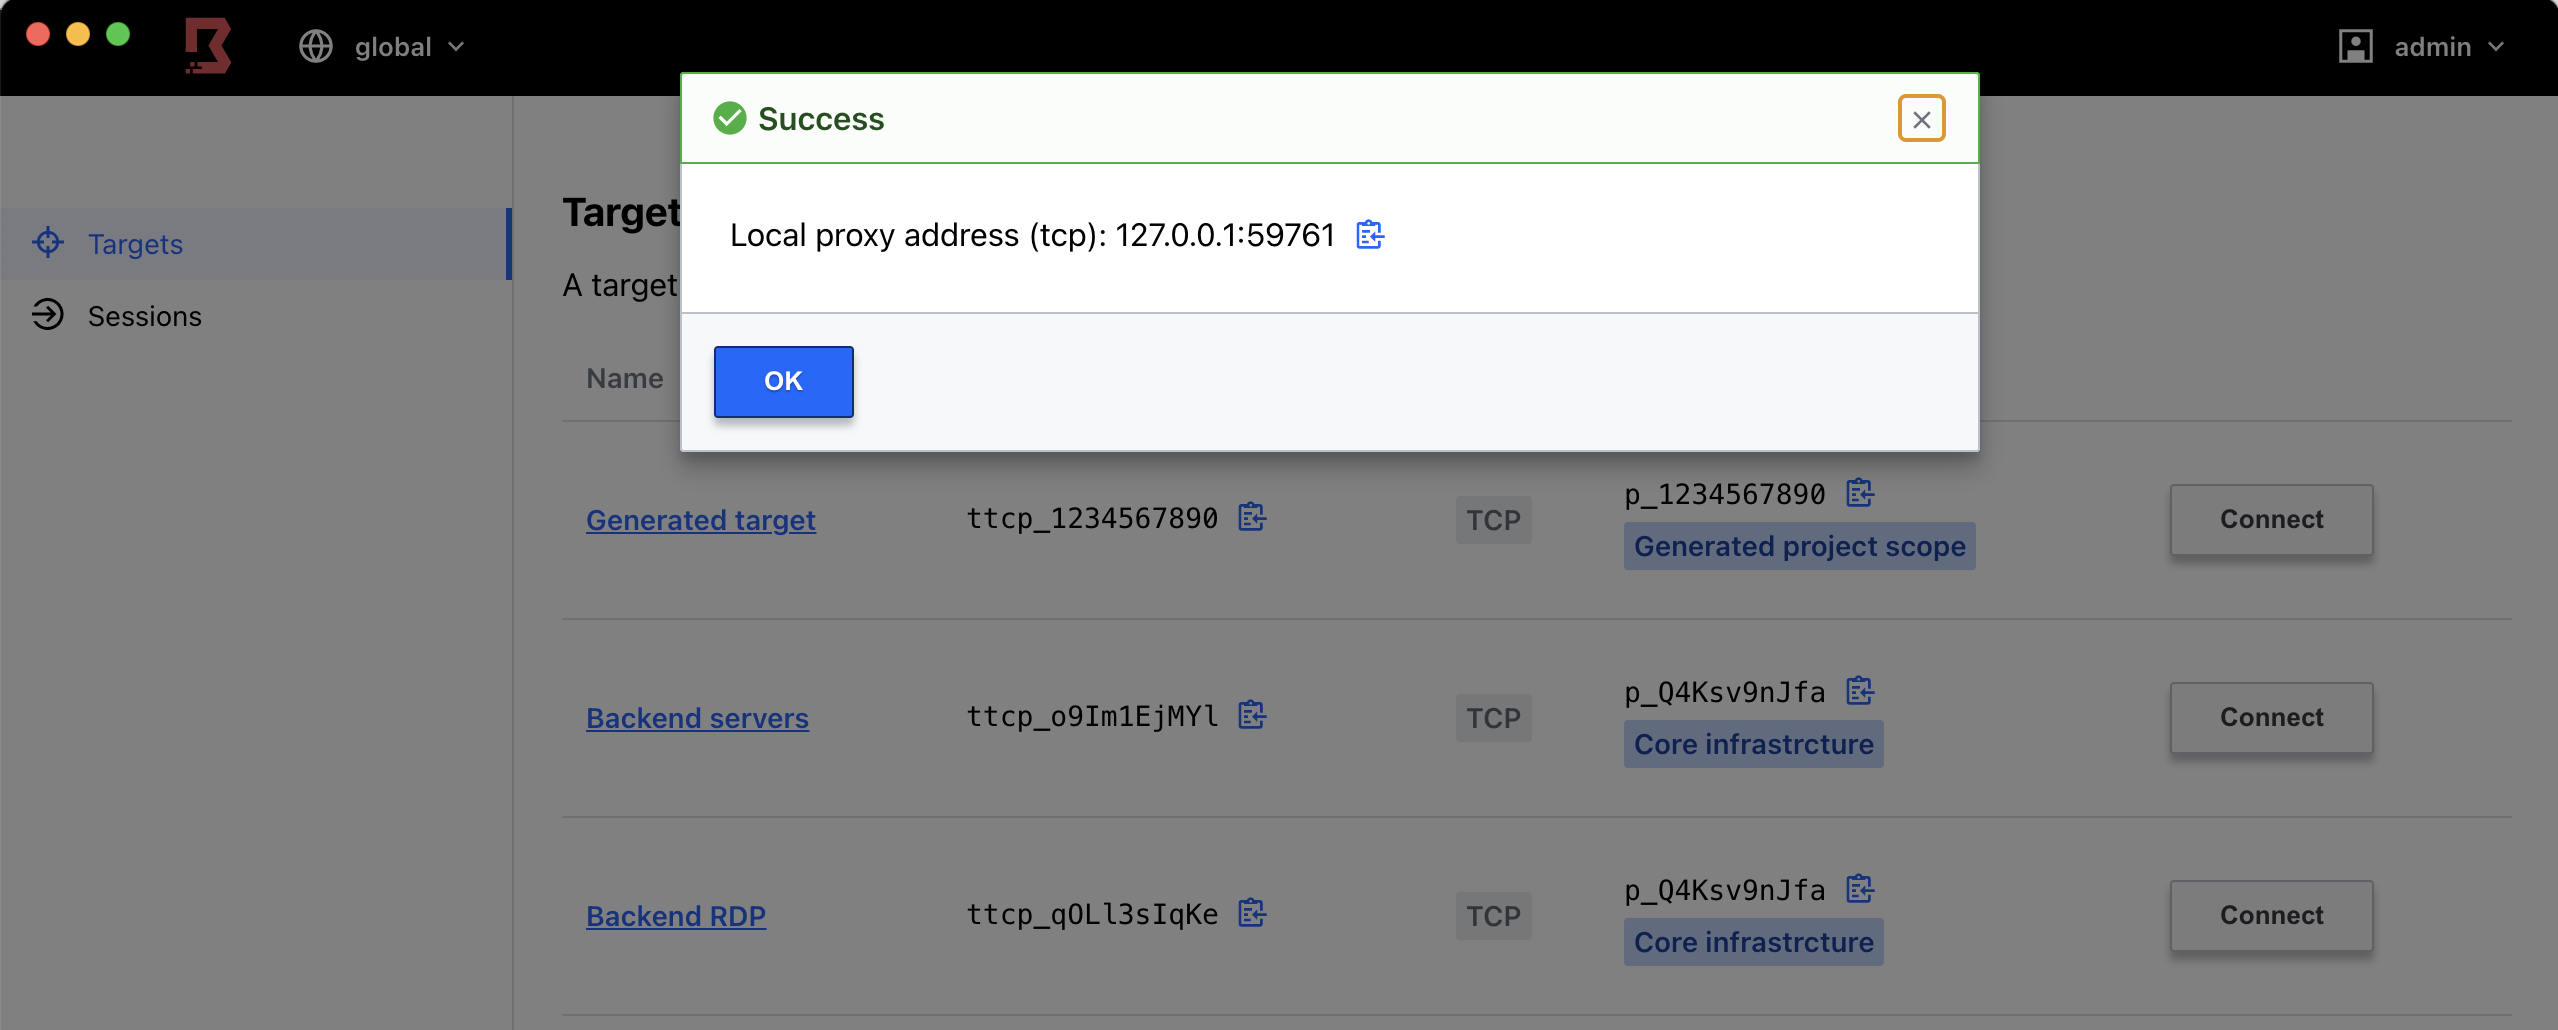 global
admin
Success
Local proxy address (tcp): 127.0.0.1:59761
OK
Targets
Sessions
Target
A target
Name
Generated target ttcp_1234567890 TCP p_1234567890 Connect
Generated project scope
Backend servers ttcp_o9Im1EjMYl TCP p_Q4Ksv9nJfa Connect
Core infrastrcture
Backend RDP ttcp_qOLl3sIqKe TCP p_Q4Ksv9nJfa Connect
Core infrastrcture